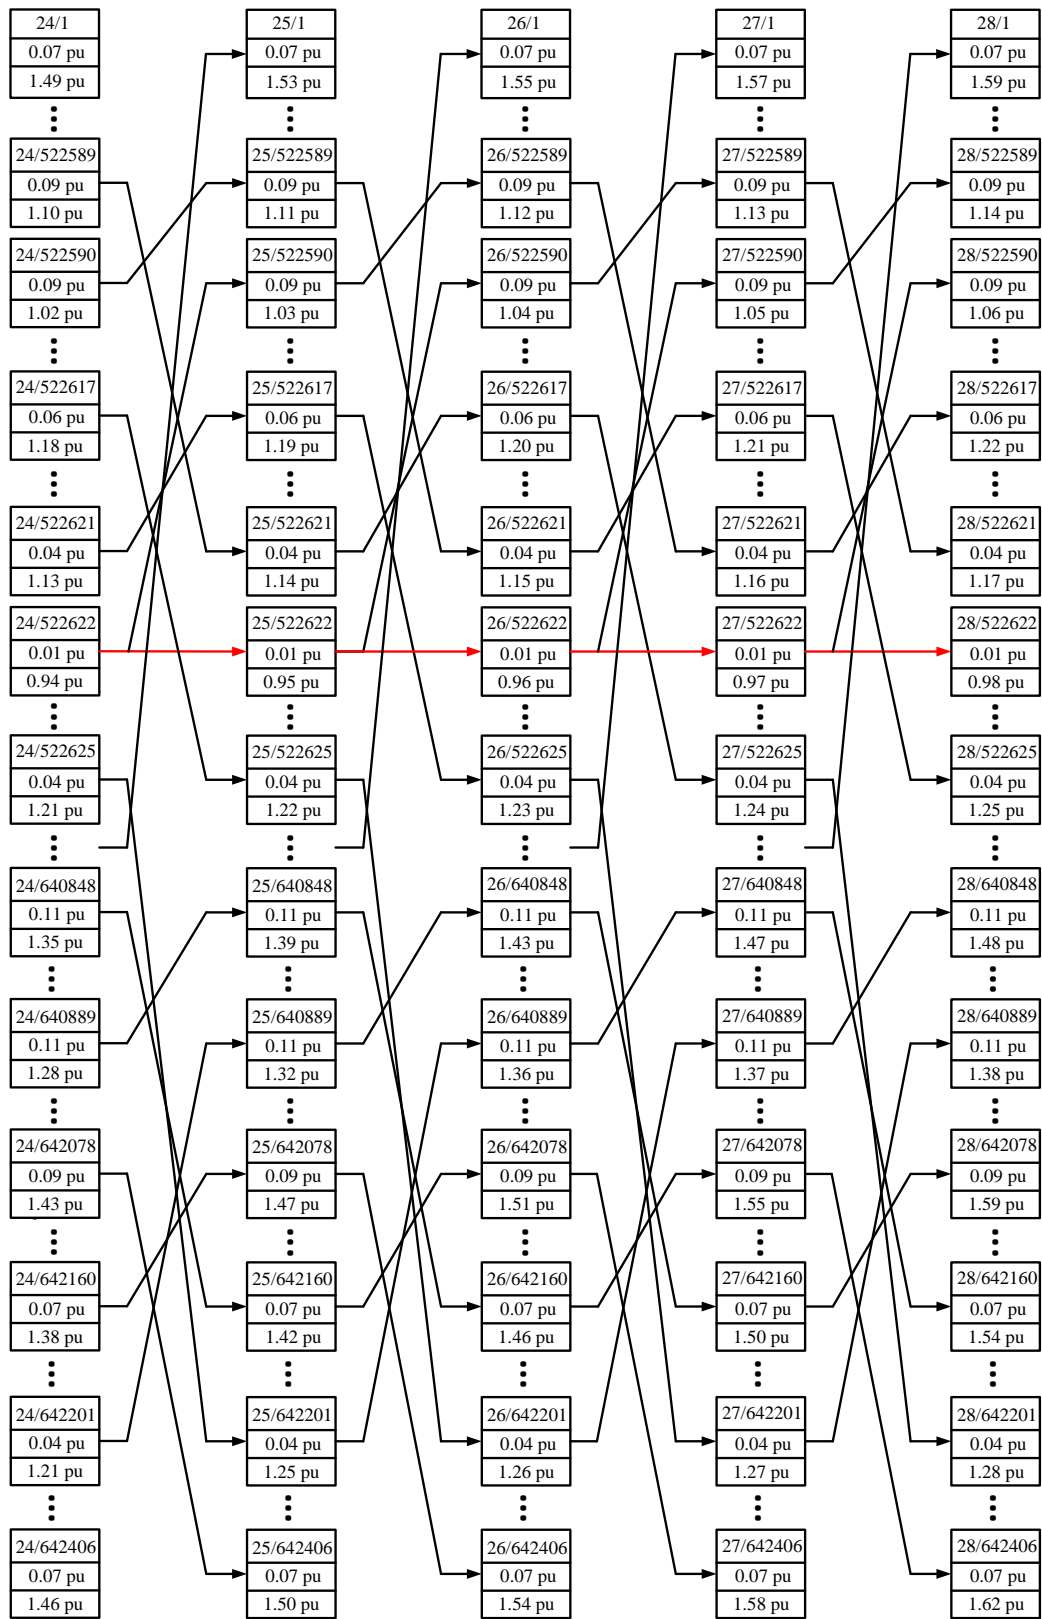 24/1 25/1 26/1 27/1 28/1
0.07 pu 0.07 pu 0.07 pu 0.07 pu 0.07 pu
1.49 pu 1.53 pu 1.55 pu 1.57 pu 1.59 pu
24/522589 25/522589 26/522589 27/522589 28/522589
0.09 pu 0.09 pu 0.09 pu 0.09 pu 0.09 pu
1.10 pu 1.11 pu 1.12 pu 1.13 pu 1.14 pu
24/522590 25/522590 26/522590 27/522590 28/522590
0.09 pu 0.09 pu 0.09 pu 0.09 pu 0.09 pu
1.02 pu 1.03 pu 1.04 pu 1.05 pu 1.06 pu
24/522617 25/522617 26/522617 27/522617 28/522617
0.06 pu 0.06 pu 0.06 pu 0.06 pu 0.06 pu
1.18 pu 1.19 pu 1.20 pu 1.21 pu 1.22 pu
24/522621 25/522621 26/522621 27/522621 28/522621
0.04 pu 0.04 pu 0.04 pu 0.04 pu 0.04 pu
1.13 pu 1.14 pu 1.15 pu 1.16 pu 1.17 pu
24/522622 25/522622 26/522622 27/522622 28/522622
0.01 pu 0.01 pu 0.01 pu 0.01 pu 0.01 pu
0.94 pu 0.95 pu 0.96 pu 0.97 pu 0.98 pu
24/522625 25/522625 26/522625 27/522625 28/522625
0.04 pu 0.04 pu 0.04 pu 0.04 pu 0.04 pu
1.21 pu 1.22 pu 1.23 pu 1.24 pu 1.25 pu
24/640848 25/640848 26/640848 27/640848 28/640848
0.11 pu 0.11 pu 0.11 pu 0.11 pu 0.11 pu
1.35 pu 1.39 pu 1.43 pu 1.47 pu 1.48 pu
24/640889 25/640889 26/640889 27/640889 28/640889
0.11 pu 0.11 pu 0.11 pu 0.11 pu 0.11 pu
1.28 pu 1.32 pu 1.36 pu 1.37 pu 1.38 pu
24/642078 25/642078 26/642078 27/642078 28/642078
0.09 pu 0.09 pu 0.09 pu 0.09 pu 0.09 pu
1.43 pu 1.47 pu 1.51 pu 1.55 pu 1.59 pu
24/642160 25/642160 26/642160 27/642160 28/642160
0.07 pu 0.07 pu 0.07 pu 0.07 pu 0.07 pu
1.38 pu 1.42 pu 1.46 pu 1.50 pu 1.54 pu
24/642201 25/642201 26/642201 27/642201 28/642201
0.04 pu 0.04 pu 0.04 pu 0.04 pu 0.04 pu
1.21 pu 1.25 pu 1.26 pu 1.27 pu 1.28 pu
24/642406 25/642406 26/642406 27/642406 28/642406
0.07 pu 0.07 pu 0.07 pu 0.07 pu 0.07 pu
1.46 pu 1.50 pu 1.54 pu 1.58 pu 1.62 pu